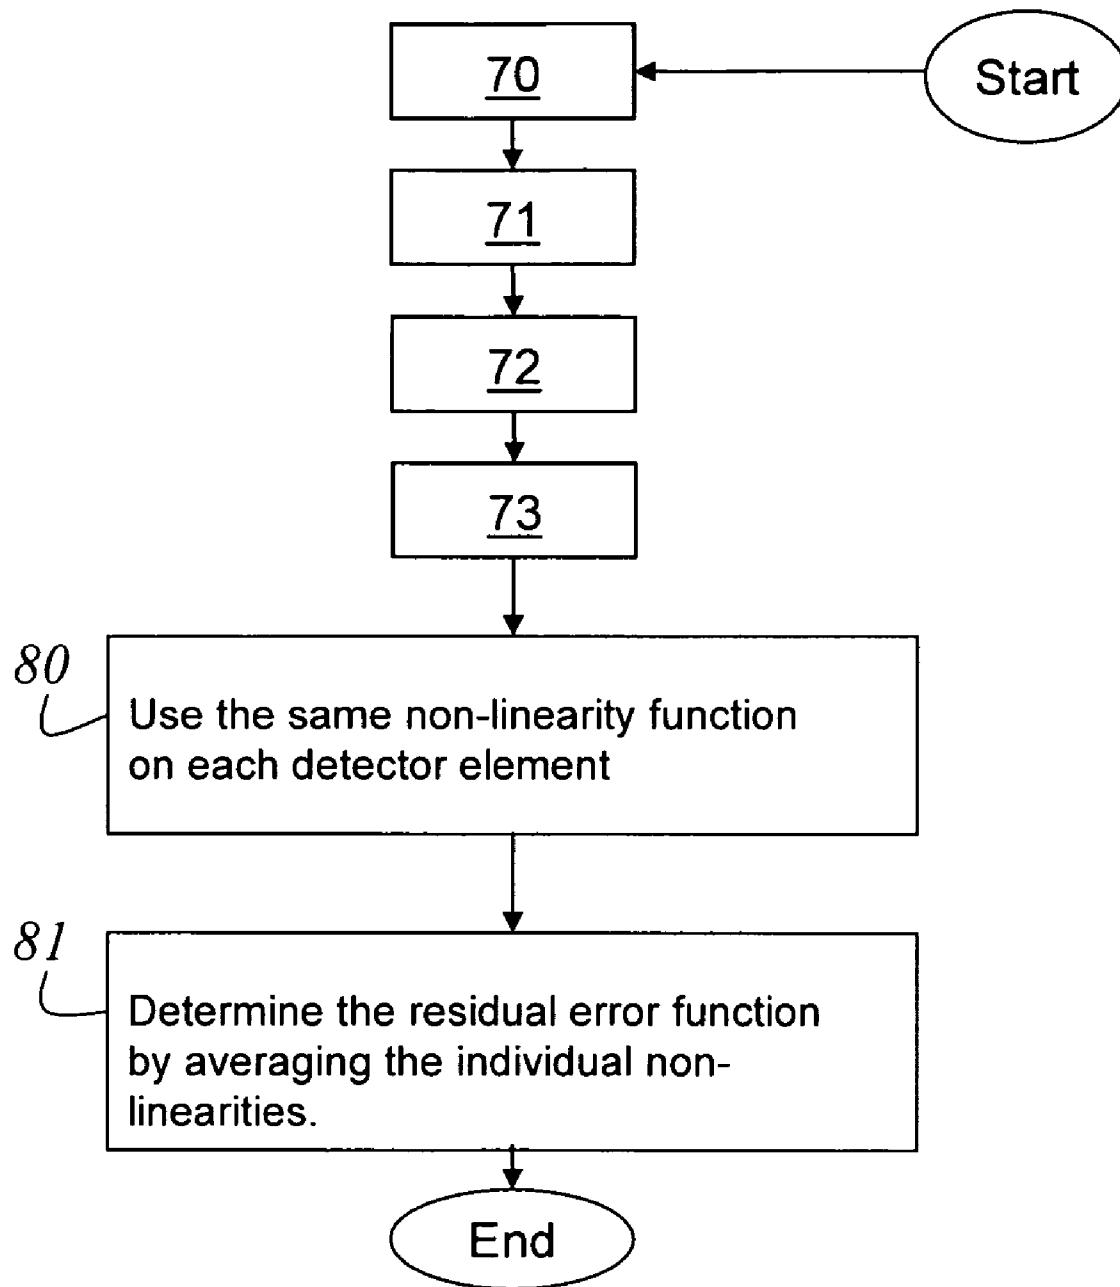 Start
70
71
72
73
80
Use the same non-linearity function
on each detector element
81
Determine the residual error function
by averaging the individual non-
linearities.
End